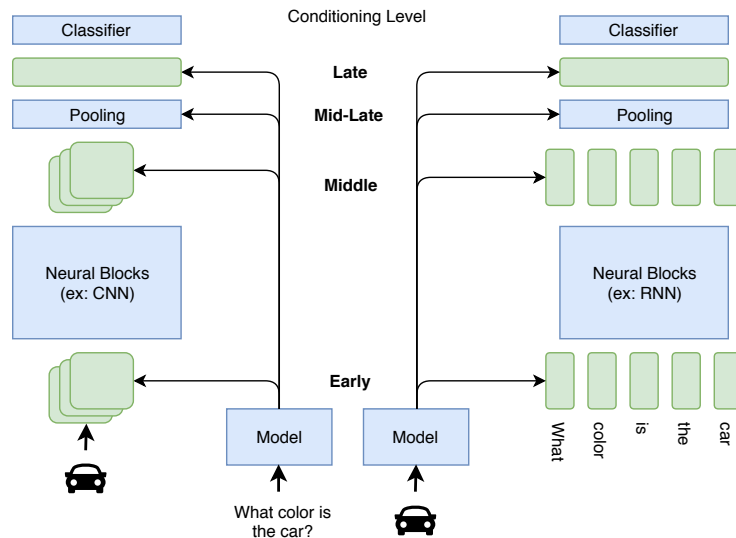 Conditioning Level
Classifier
Classifier
Late
Pooling
Mid-Late
Pooling
Middle
Neural Blocks
(ex: CNN)
Neural Blocks
(ex: RNN)
Early
Model
Model
What
color
is
the
car
What color is
the car?